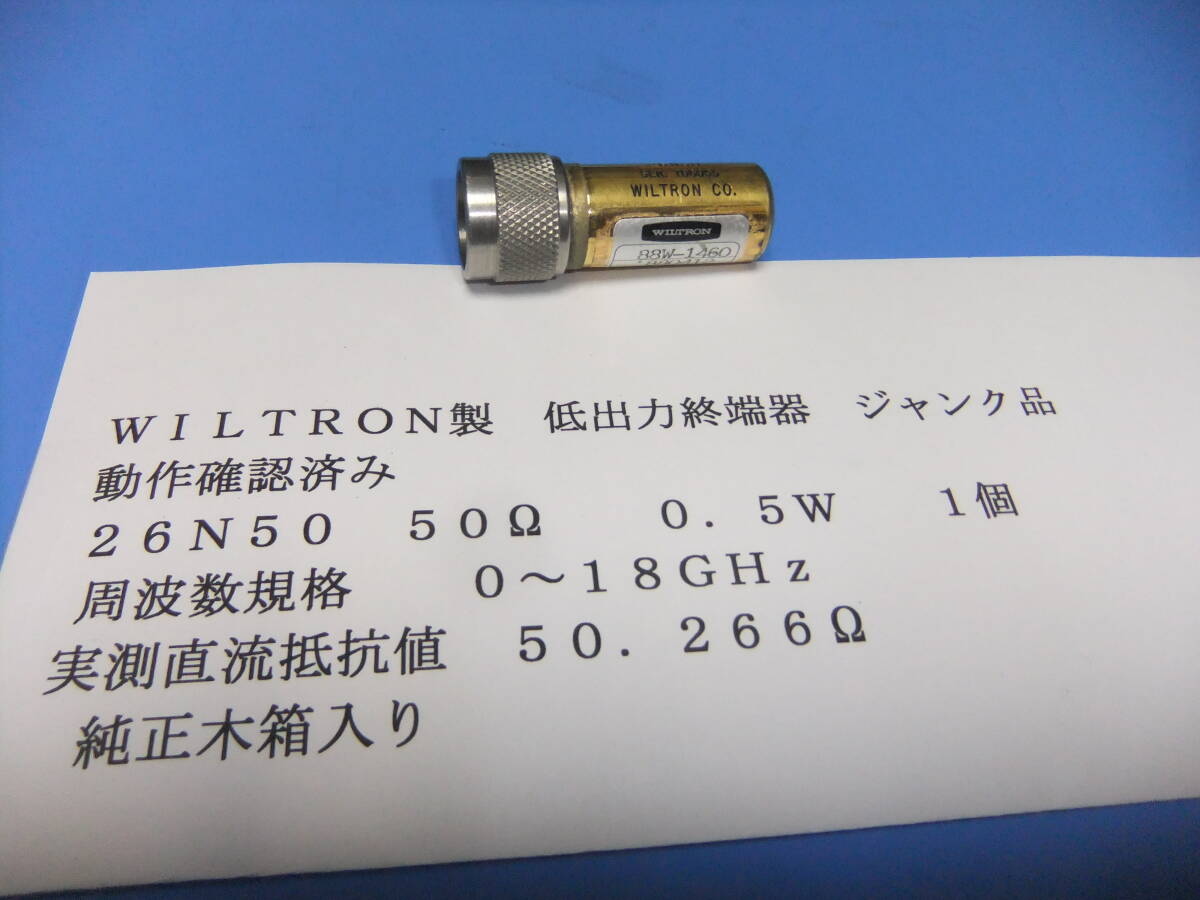 WILTRON CO.
WILTRON
88W-1460
ＷＩＬＴＲＯＮ製　低出力終端器　ジャンク品
動作確認済み
２６Ｎ５０　５０Ω　　０．５Ｗ　　１個
周波数規格　　０～１８ＧＨｚ
実測直流抵抗値　５０．２６６Ω
純正木箱入り